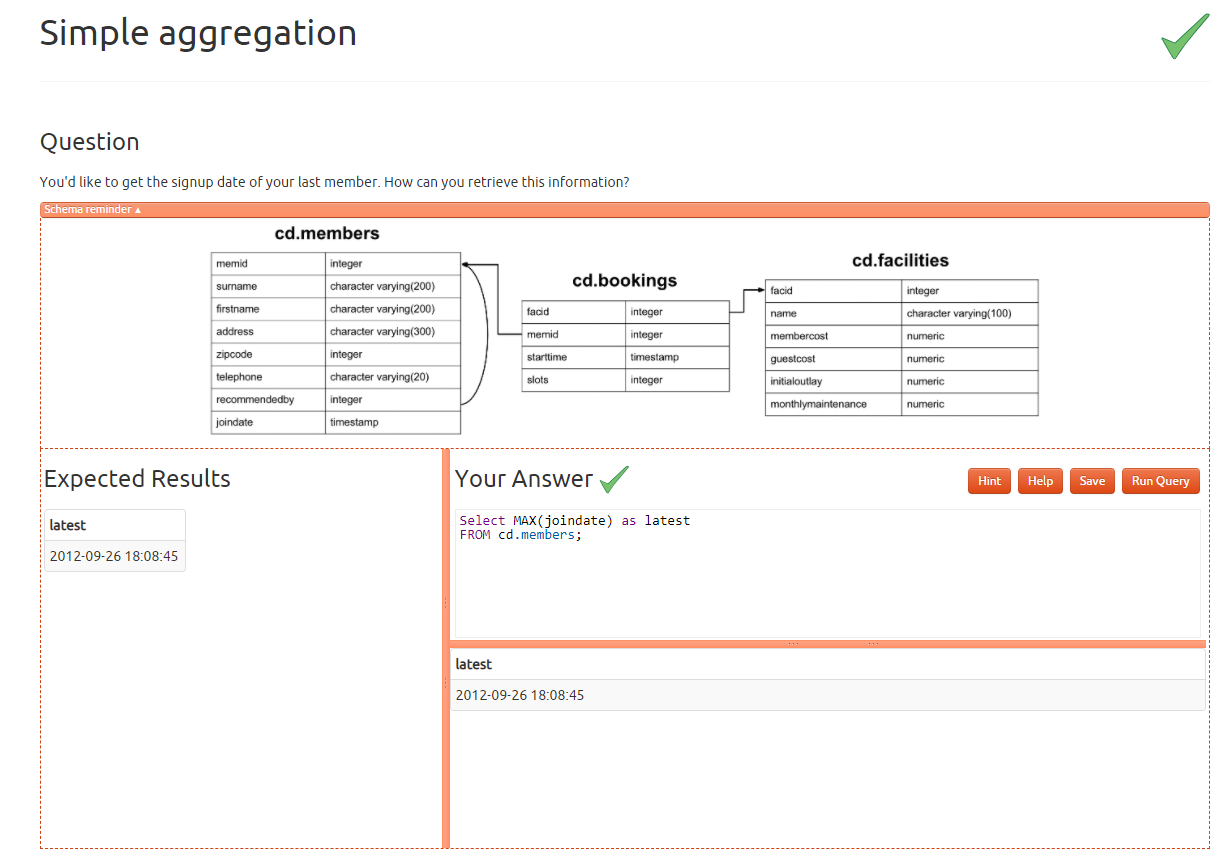 Simple aggregation
Question
You'd like to get the signup date of your last member. How can you retrieve this information?
Schema reminder ▴
cd.members
memid integer
surname character varying(200)
firstname character varying(200)
address character varying(300)
zipcode integer
telephone character varying(20)
recommendedby integer
joindate timestamp
cd.bookings
facid integer
memid integer
starttime timestamp
slots integer
cd.facilities
facid integer
name character varying(100)
membercost numeric
guestcost numeric
initialoutlay numeric
monthlymaintenance numeric
Expected Results
latest
2012-09-26 18:08:45
Your Answer
Hint Help Save Run Query
Select MAX(joindate) as latest
FROM cd.members;
latest
2012-09-26 18:08:45